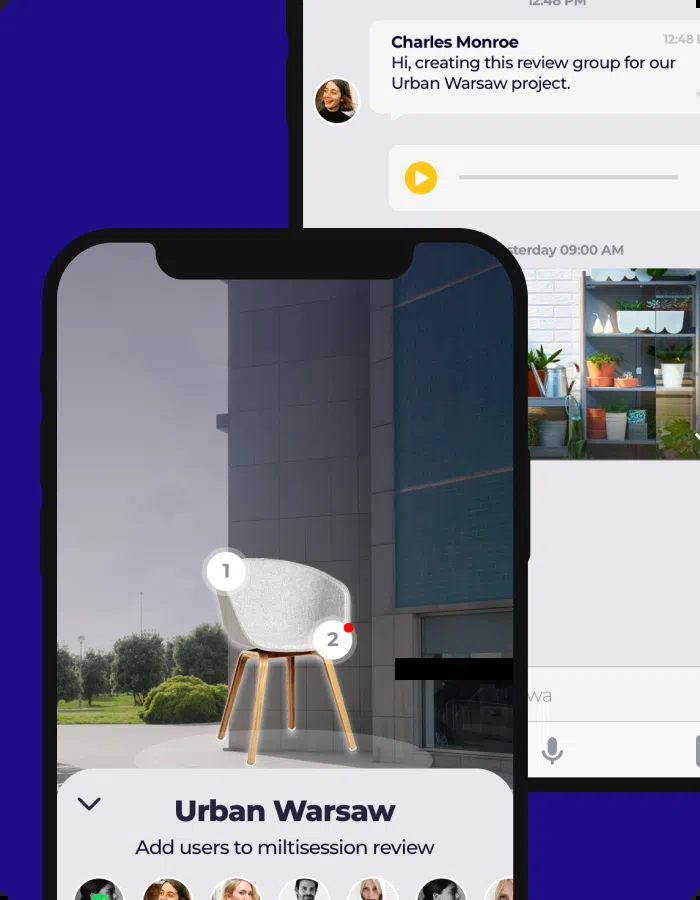 12:48 PM
Charles Monroe
12:48 P
Hi, creating this review group for our
Urban Warsaw project.
sterday 09:00 AM
1
2
wa
Urban Warsaw
Add users to miltisession review